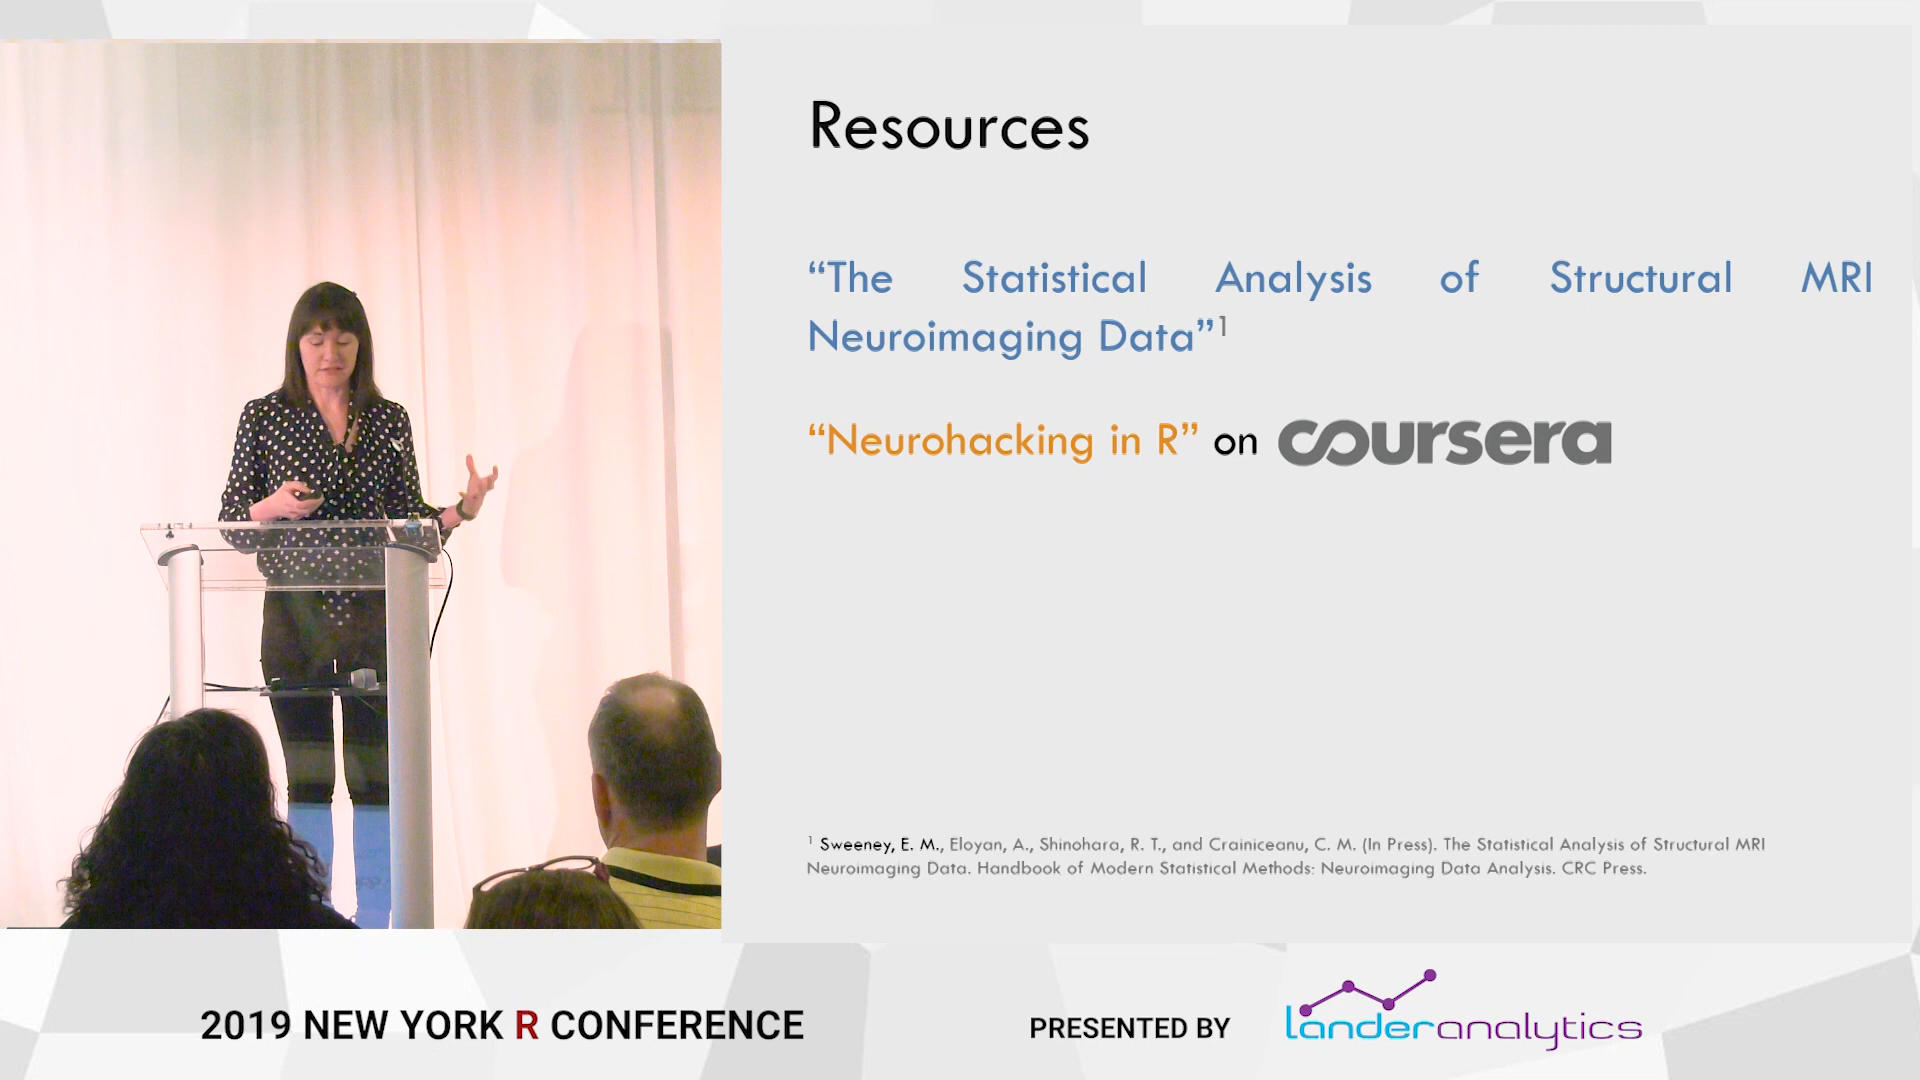 Resources
“The Statistical Analysis of Structural MRI
Neuroimaging Data”1
“Neurohacking in R” on coursera
1 Sweeney, E. M., Eloyan, A., Shinohara, R. T., and Crainiceanu, C. M. (In Press). The Statistical Analysis of Structural MRI
Neuroimaging Data. Handbook of Modern Statistical Methods: Neuroimaging Data Analysis. CRC Press.
2019 NEW YORK R CONFERENCE
PRESENTED BY
landeranalytics